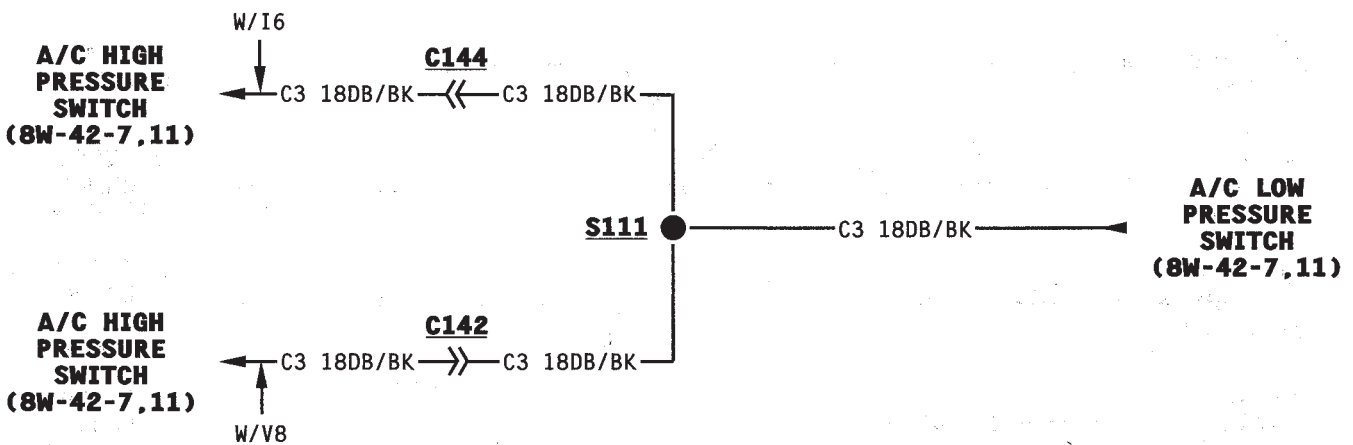 W/I6
A/C HIGH
PRESSURE
SWITCH
(8W-42-7,11)
C144
C3 18DB/BK
C3 18DB/BK
S111
C3 18DB/BK
A/C LOW
PRESSURE
SWITCH
(8W-42-7,11)
A/C HIGH
PRESSURE
SWITCH
(8W-42-7,11)
C142
C3 18DB/BK
C3 18DB/BK
W/V8